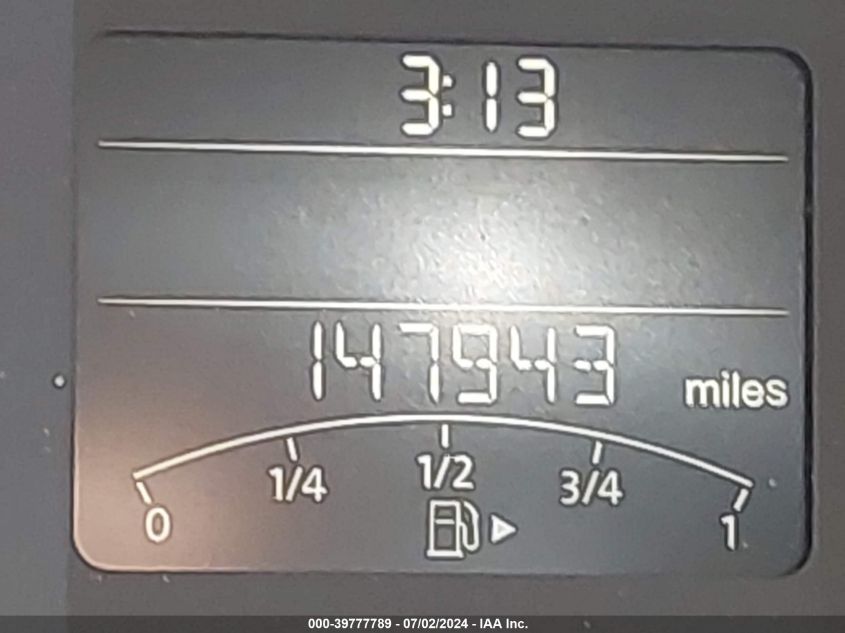 3:13
147943 miles
0 1/4 1/2 3/4 1
000-39777789 - 07/02/2024 - IAA Inc.